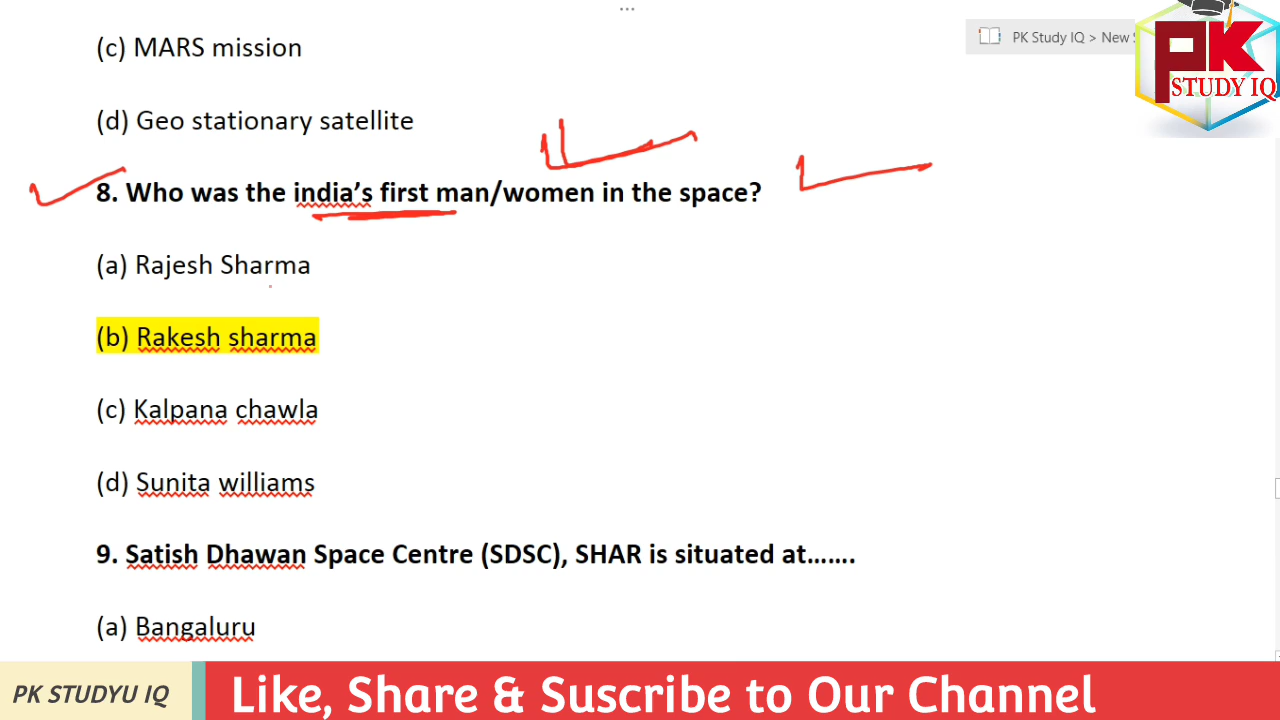 (c) MARS mission
PK Study IQ > New
PK
STUDY IQ
(d) Geo stationary satellite
8. Who was the india’s first man/women in the space?
(a) Rajesh Sharma
(b) Rakesh sharma
(c) Kalpana chawla
(d) Sunita williams
9. Satish Dhawan Space Centre (SDSC), SHAR is situated at…….
(a) Bangaluru
PK STUDYU IQ
Like, Share & Suscribe to Our Channel